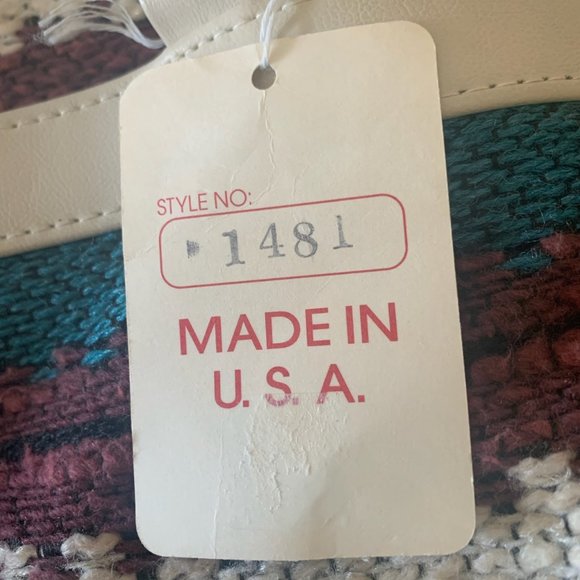 STYLE NO:
1481
MADE IN
U.S.A.